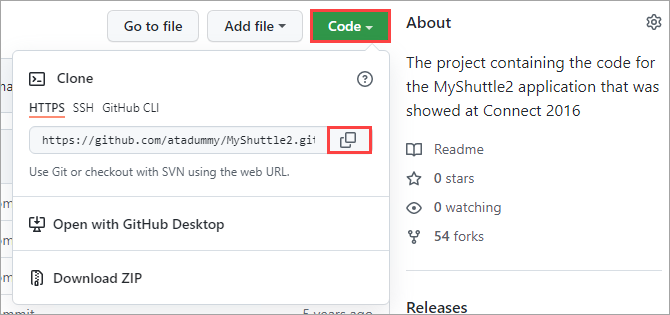 Go to file
Add file
Code
Clone
HTTPS SSH GitHub CLI
https://github.com/atadummy/MyShuttle2.git
Use Git or checkout with SVN using the web URL.
Open with GitHub Desktop
Download ZIP
5 years ago
About
The project containing the code for
the MyShuttle2 application that was
showed at Connect 2016
Readme
0 stars
0 watching
54 forks
Releases